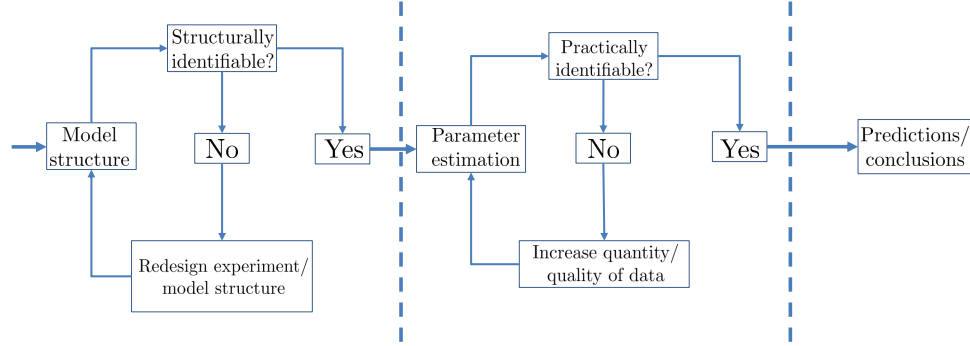 Structurally
identifiable?
Model
structure
No
Yes
Redesign experiment/
model structure
Practically
identifiable?
Parameter
estimation
No
Yes
Increase quantity/
quality of data
Predictions/
conclusions